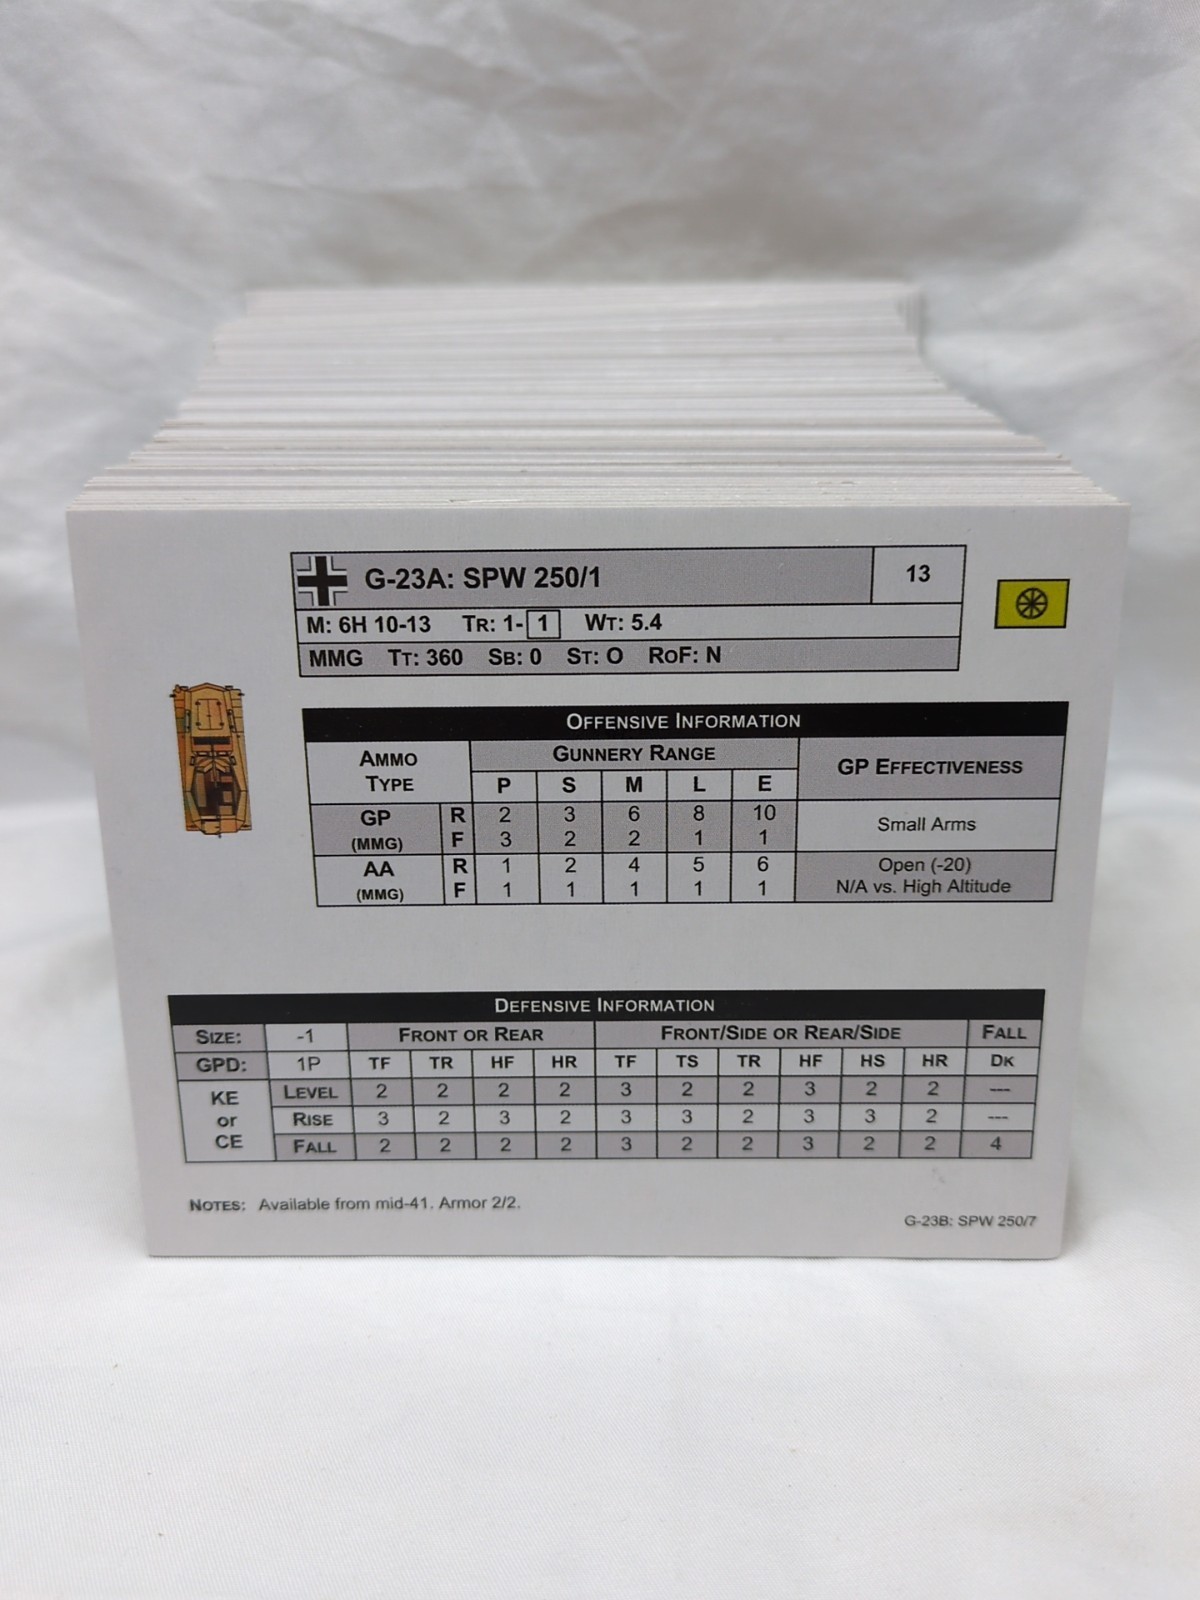 G-23A: SPW 250/1 13
M: 6H 10-13 TR: 1-1 WT: 5.4
MMG TT: 360 SB: 0 ST: O ROF: N
OFFENSIVE INFORMATION
AMMO TYPE GUNNERY RANGE GP EFFECTIVENESS
P S M L E
GP R 2 3 6 8 10 Small Arms
(MMG) F 3 2 2 1 1
AA R 1 2 4 5 6 Open (-20)
(MMG) F 1 1 1 1 1 N/A vs. High Altitude
DEFENSIVE INFORMATION
SIZE: -1 FRONT OR REAR FRONT/SIDE OR REAR/SIDE FALL
GPD: 1P TF TR HF HR TF TS TR HF HS HR DK
KE or CE LEVEL 2 2 2 2 3 2 2 3 2 2 ---
RISE 3 2 3 2 3 3 2 3 3 2 ---
FALL 2 2 2 2 3 2 2 3 2 2 4
NOTES: Available from mid-41. Armor 2/2.
G-23B: SPW 250/7